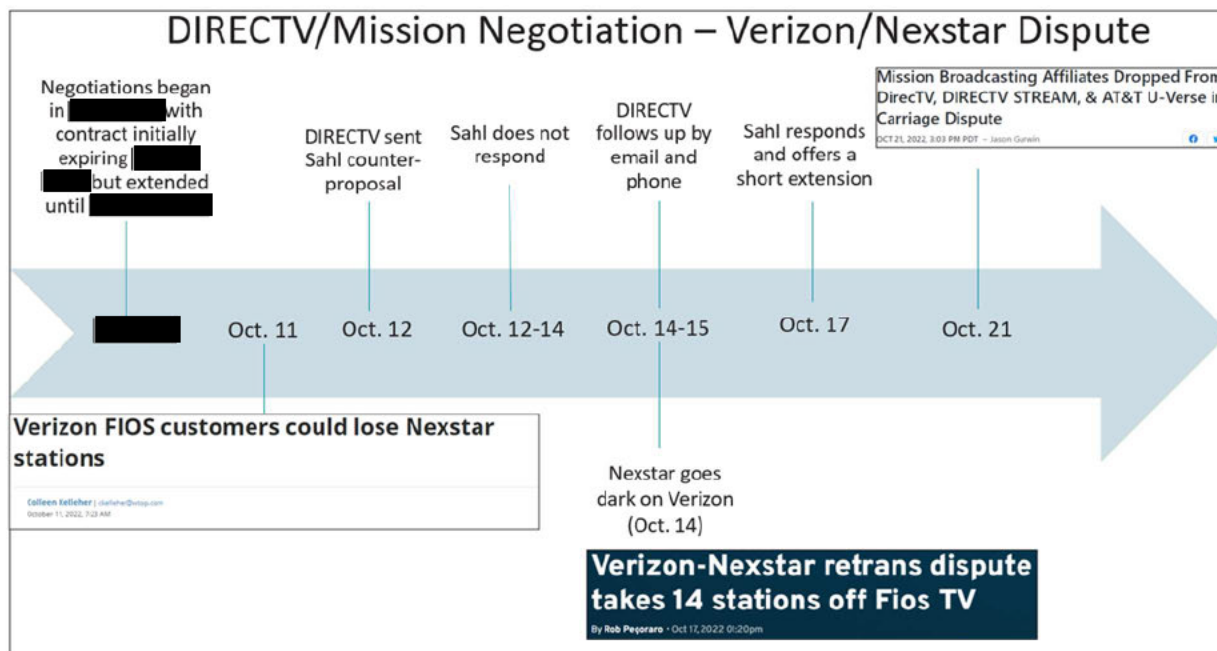 DIRECTV/Mission Negotiation – Verizon/Nexstar Dispute
Negotiations began
in with
contract initially
expiring
but extended
until
DIRECTV sent
Sahl counter-
proposal
Sahl does not
respond
DIRECTV
follows up by
email and
phone
Sahl responds
and offers a
short extension
Mission Broadcasting Affiliates Dropped From
DirecTV, DIRECTV STREAM, & AT&T U-Verse in
Carriage Dispute
OCT 21, 2022, 3:03 PM PDT – Jason Gurwin
Oct. 11
Oct. 12
Oct. 12-14
Oct. 14-15
Oct. 17
Oct. 21
Verizon FIOS customers could lose Nexstar
stations
Colleen Kelleher | ckelleher@wtop.com
October 11, 2022, 7:23 AM
Nexstar goes
dark on Verizon
(Oct. 14)
Verizon-Nexstar retrans dispute
takes 14 stations off Fios TV
By Rob Pegoraro • Oct 17, 2022 01:20pm